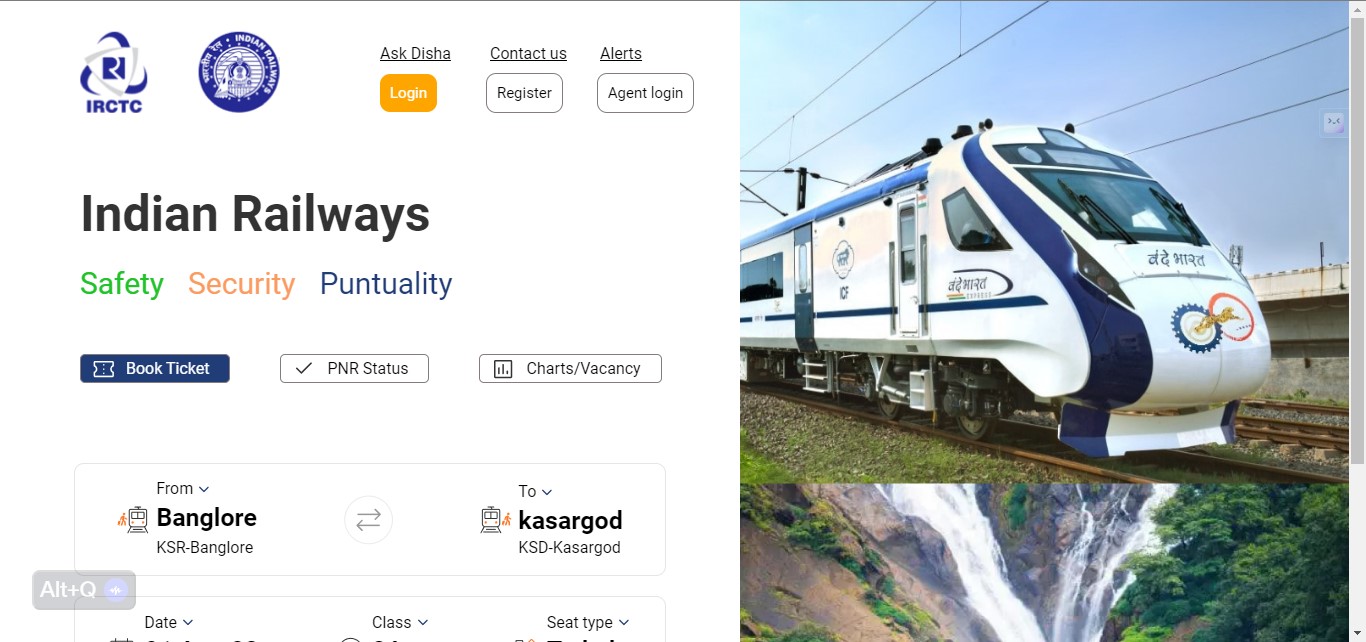 IRCTC
INDIAN RAILWAYS
भारतीय रेल
Ask Disha
Contact us
Alerts
Login
Register
Agent login
Indian Railways
Safety Security Puntuality
Book Ticket
PNR Status
Charts/Vacancy
From
Banglore
KSR-Banglore
To
kasargod
KSD-Kasargod
Alt+Q
Date
Class
Seat type
ICF
वंदे भारत
EXPRESS
वंदे भारत